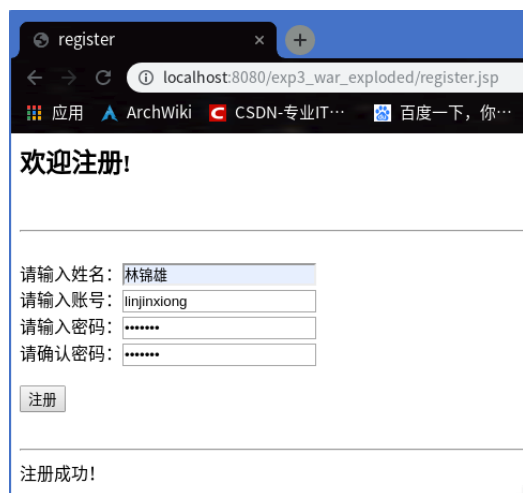 register
localhost:8080/exp3_war_exploded/register.jsp
应用 ArchWiki CSDN-专业IT… 百度一下，你…
欢迎注册!
请输入姓名：林锦雄
请输入账号：linjinxiong
请输入密码：•••••••
请确认密码：•••••••
注册
注册成功!